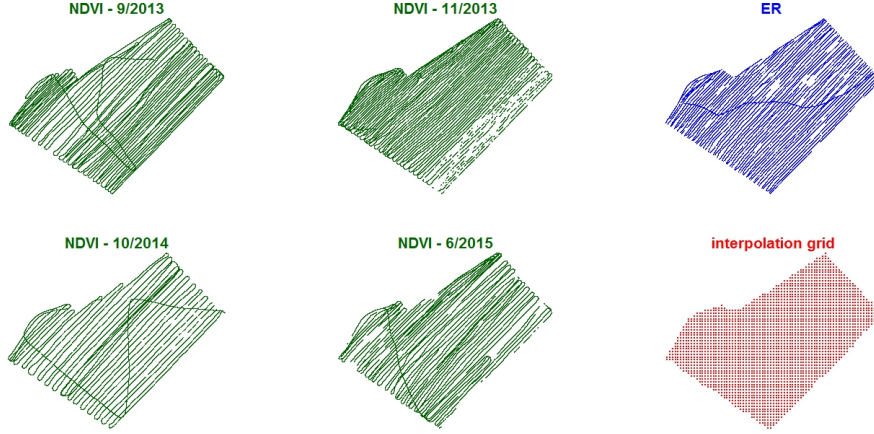 NDVI - 9/2013
NDVI - 11/2013
ER
NDVI - 10/2014
NDVI - 6/2015
interpolation grid